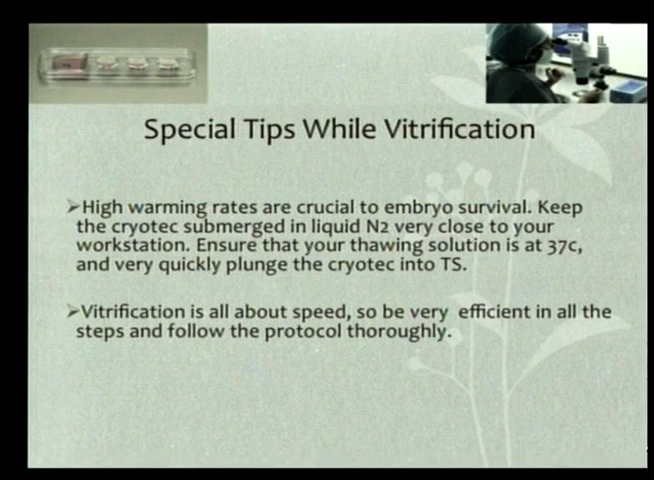 Special Tips While Vitrification
➢High warming rates are crucial to embryo survival. Keep
the cryotec submerged in liquid N2 very close to your
workstation. Ensure that your thawing solution is at 37c,
and very quickly plunge the cryotec into TS.
➢Vitrification is all about speed, so be very efficient in all the
steps and follow the protocol thoroughly.